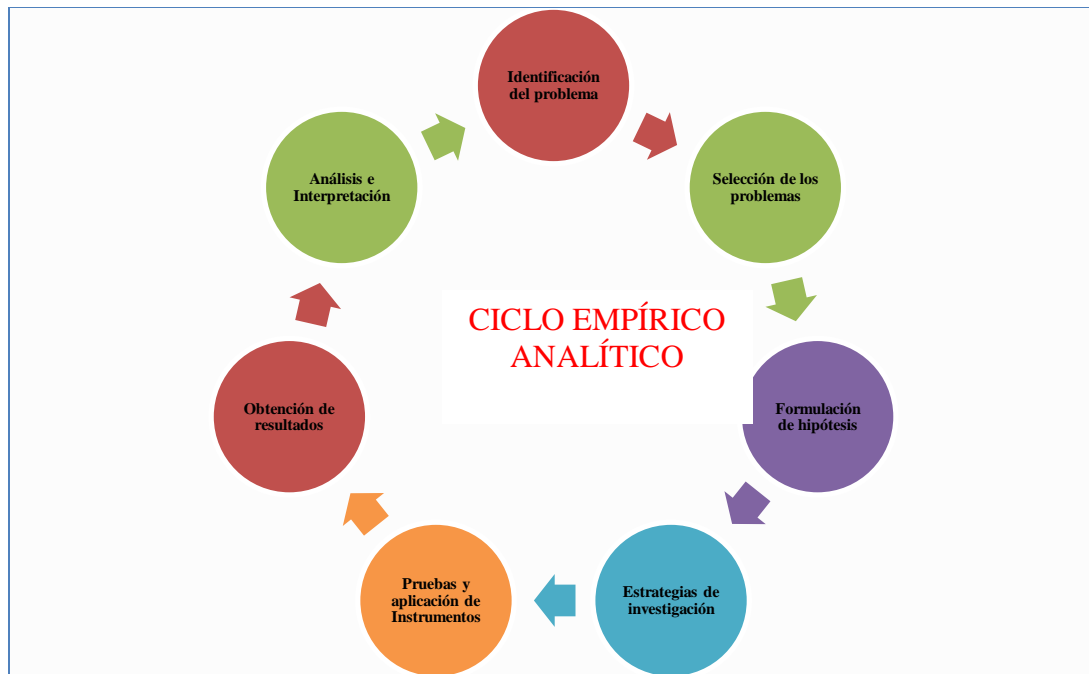 Identificación
del problema
Selección de los
problemas
Formulación
de hipótesis
Estrategias de
investigación
Pruebas y
aplicación de
Instrumentos
Obtención de
resultados
Análisis e
Interpretación
CICLO EMPÍRICO
ANALÍTICO